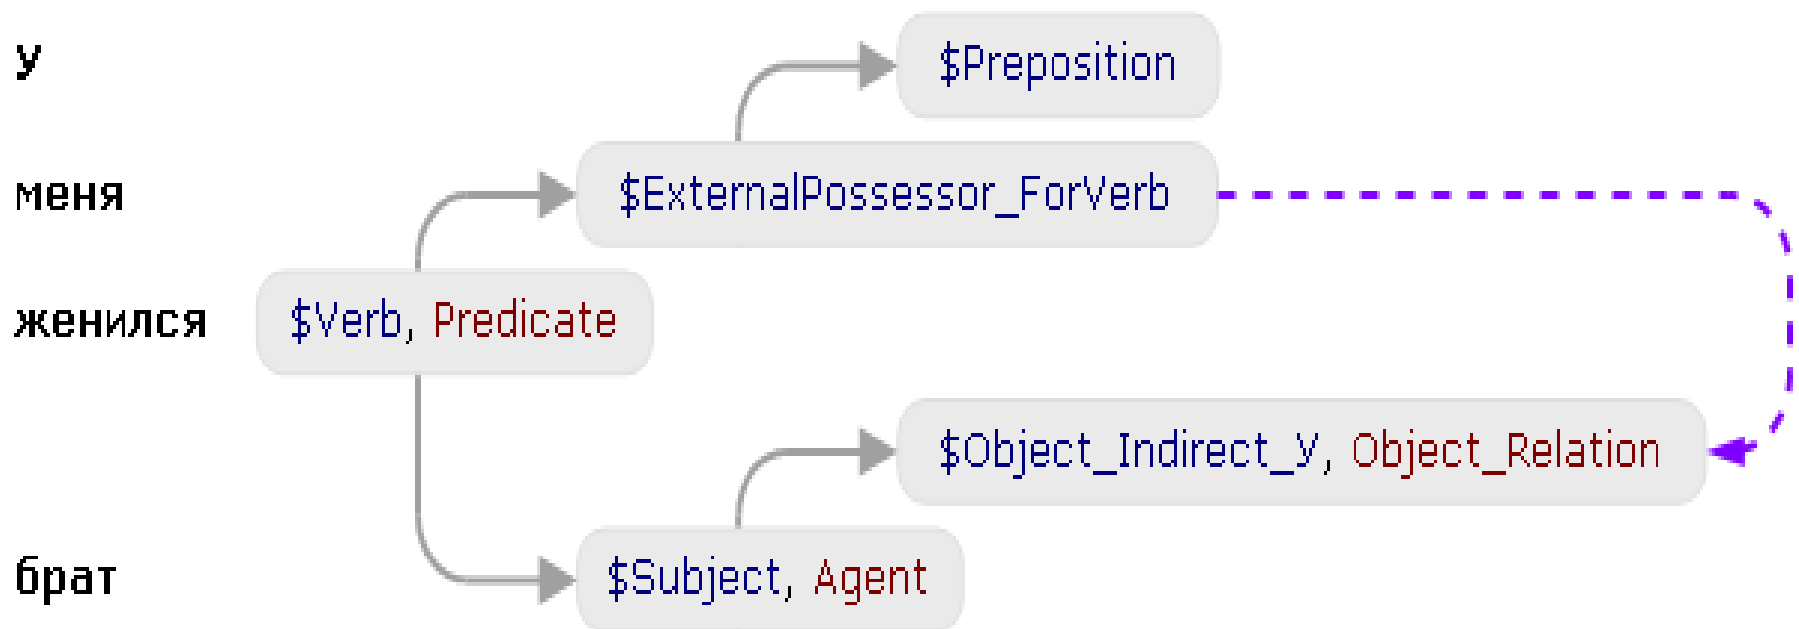 У $Preposition
меня $ExternalPossessor_ForVerb
женился $Verb, Predicate
$Object_Indirect_У, Object_Relation
брат $Subject, Agent